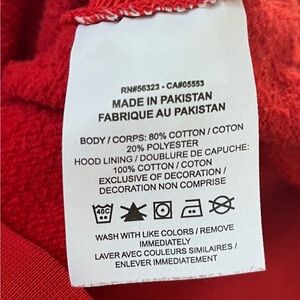 RN#56323 - CA#05553
MADE IN PAKISTAN
FABRIQUE AU PAKISTAN
BODY / CORPS: 80% COTTON / COTON
20% POLYESTER
HOOD LINING / DOUBLURE DE CAPUCHE:
100% COTTON / COTON
EXCLUSIVE OF DECORATION /
DECORATION NON COMPRISE
40C
WASH WITH LIKE COLORS / REMOVE
IMMEDIATELY
LAVER AVEC COULEURS SIMILAIRES /
ENLEVER IMMEDIATEMENT